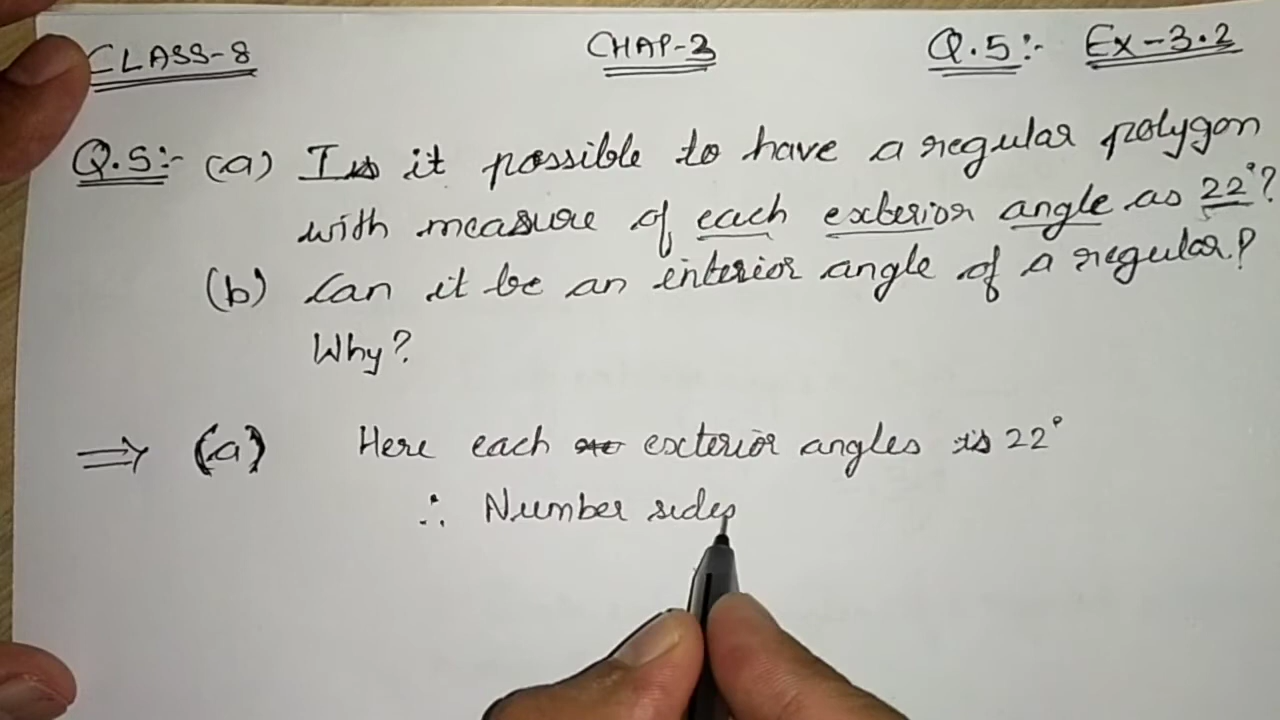 CLASS-8 CHAP-3 Q.5:- Ex-3.2
Q.5:- (a) Is it possible to have a regular polygon
with measure of each exterior angle as 22°?
(b) Can it be an interior angle of a regular?
Why?
⇒ (a) Here each exterior angles is 22°
∴ Number sides